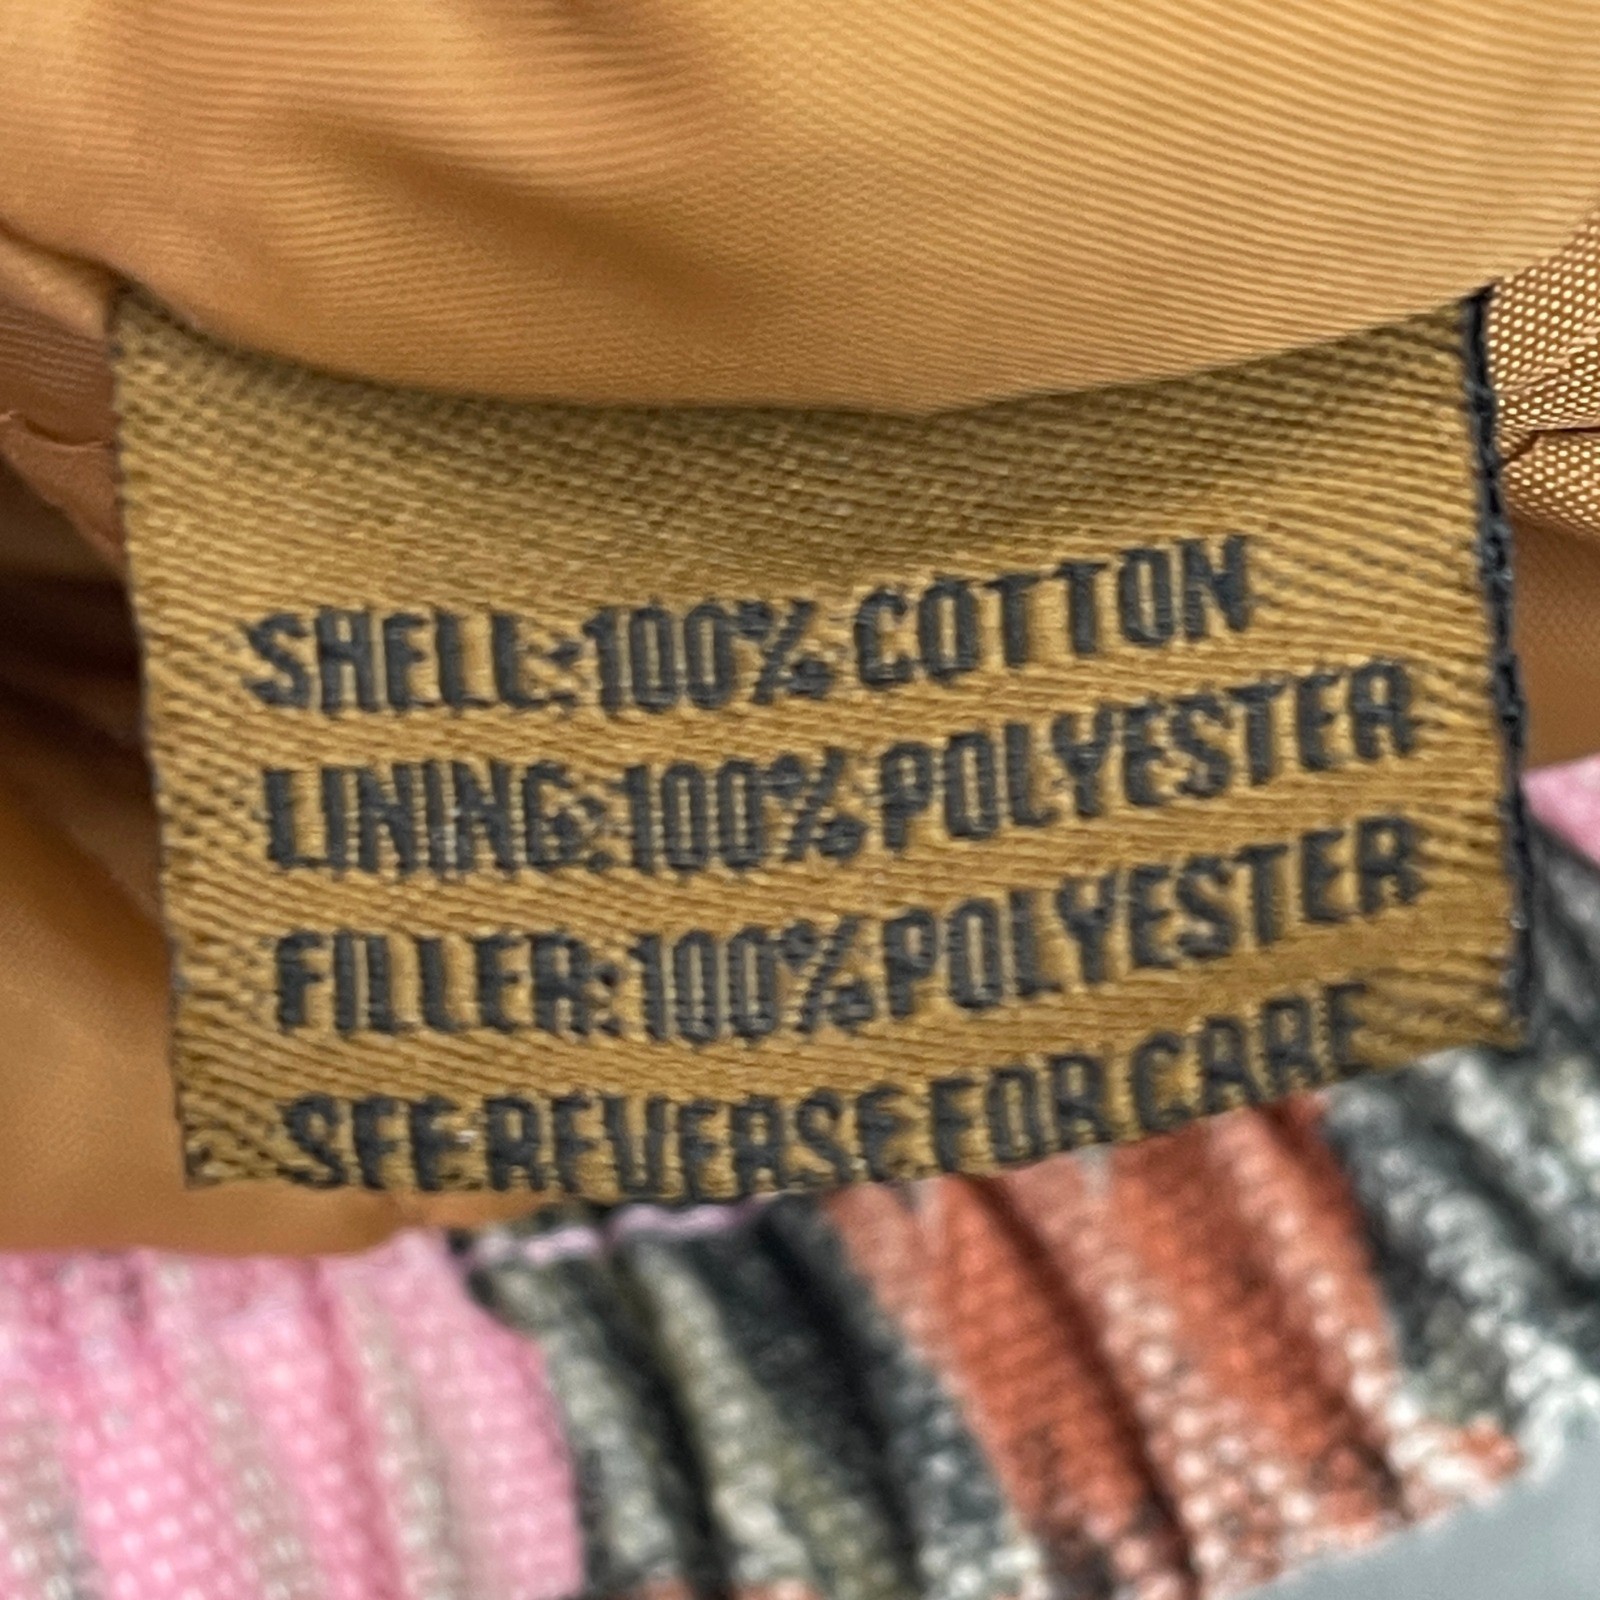 SHELL:100% COTTON
LINING:100% POLYESTER
FILLER:100% POLYESTER
SEE REVERSE FOR CARE